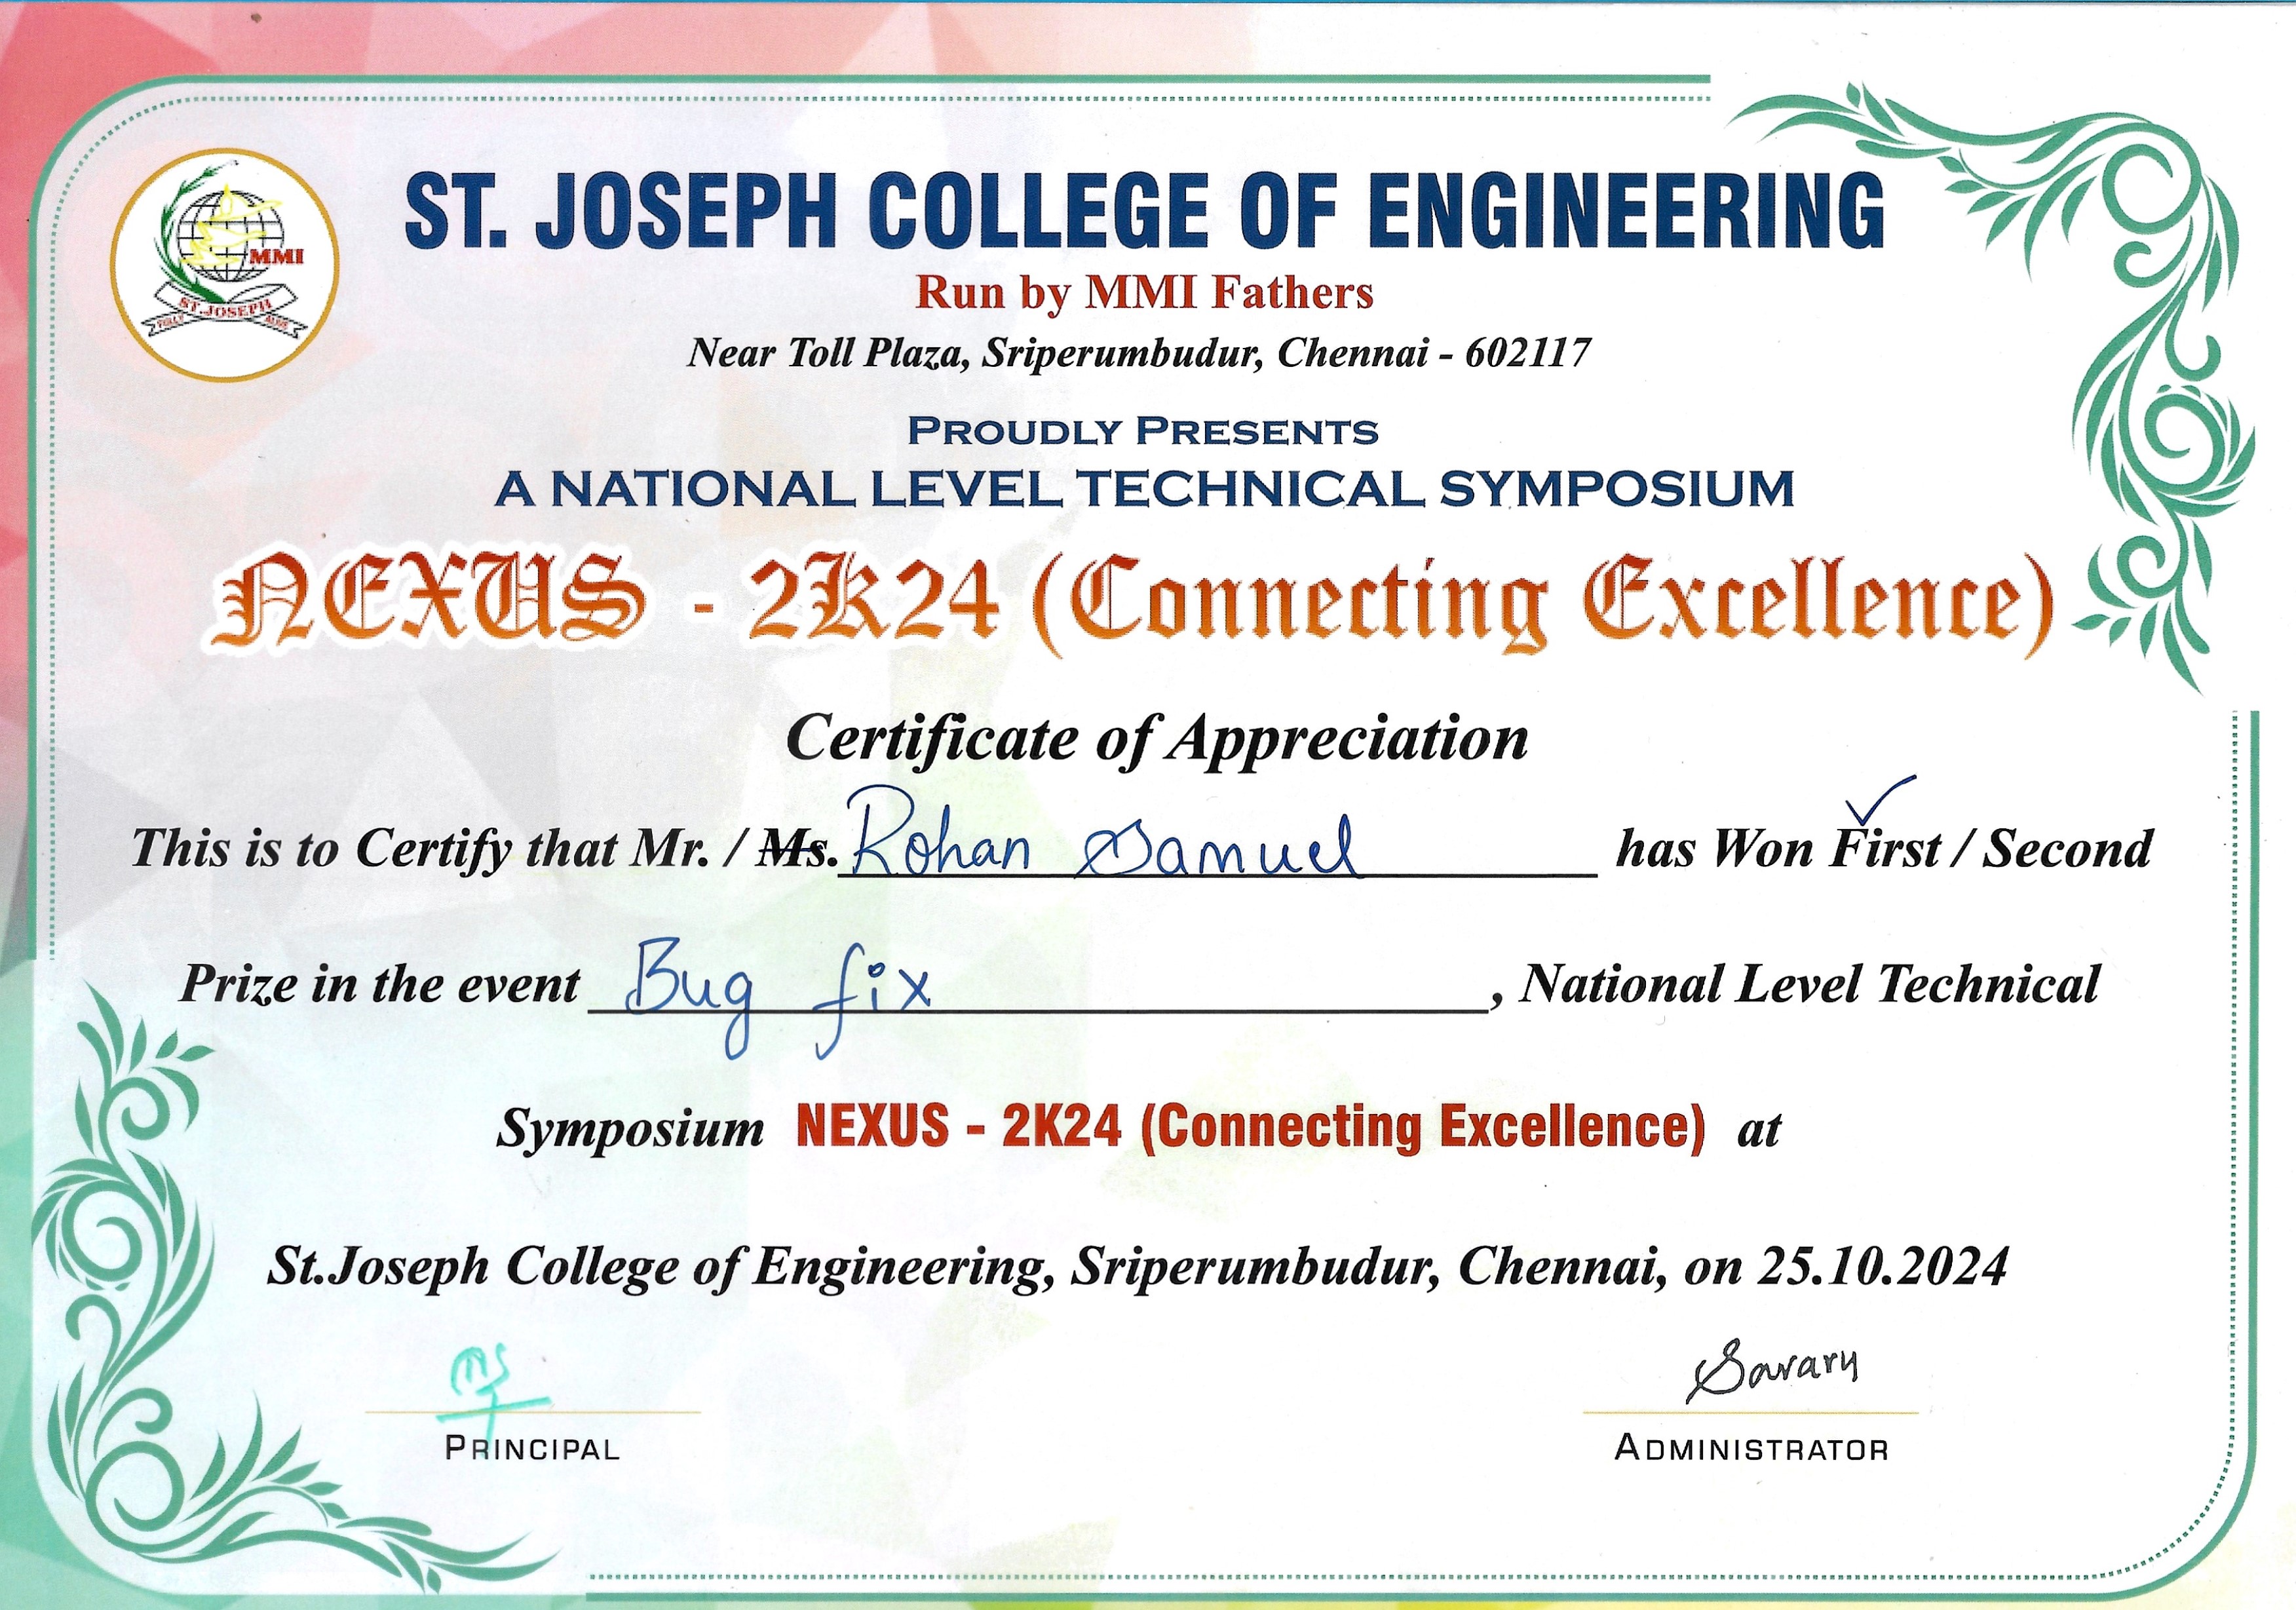 MMI
ST. JOSEPH
FULLY ALIVE
ST. JOSEPH COLLEGE OF ENGINEERING
Run by MMI Fathers
Near Toll Plaza, Sriperumbudur, Chennai - 602117
PROUDLY PRESENTS
A NATIONAL LEVEL TECHNICAL SYMPOSIUM
NEXUS - 2K24 (Connecting Excellence)
Certificate of Appreciation
This is to Certify that Mr. / Ms. Rohan Samuel has Won First / Second
Prize in the event Bug fix, National Level Technical
Symposium NEXUS - 2K24 (Connecting Excellence) at
St.Joseph College of Engineering, Sriperumbudur, Chennai, on 25.10.2024
PRINCIPAL
ADMINISTRATOR